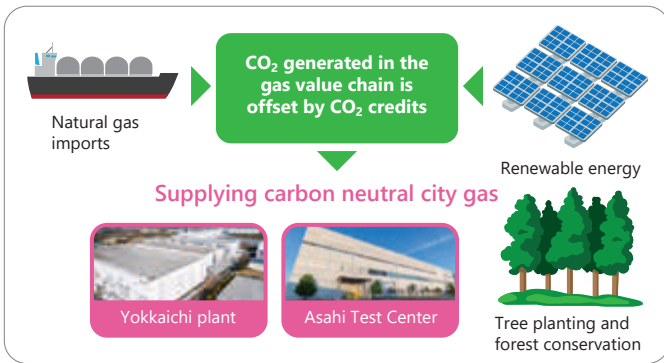 CO₂ generated in the
gas value chain is
offset by CO₂ credits
Natural gas
imports
Renewable energy
Supplying carbon neutral city gas
Yokkaichi plant
Asahi Test Center
Tree planting and
forest conservation